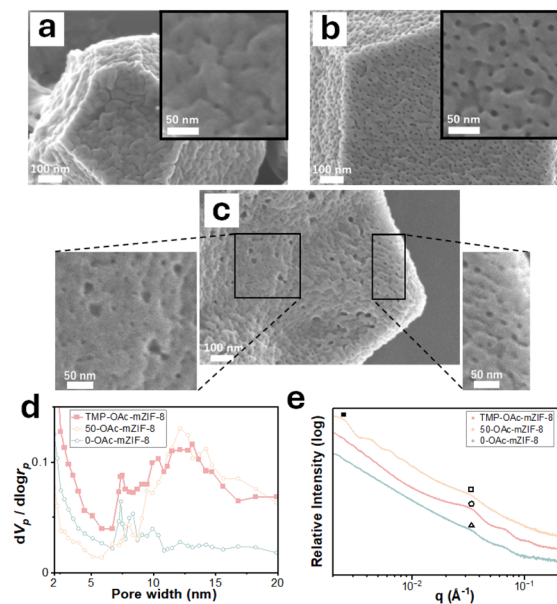 a
50 nm
100 nm
b
50 nm
100 nm
c
50 nm
100 nm
50 nm
d
TMP-OAc-mZIF-8
50-OAc-mZIF-8
0-OAc-mZIF-8
0.1
0
dVp / dlogrp
2
5
10
15
20
Pore width (nm)
e
TMP-OAc-mZIF-8
50-OAc-mZIF-8
0-OAc-mZIF-8
Relative Intensity (log)
10⁻²
10⁻¹
q (Å⁻¹)